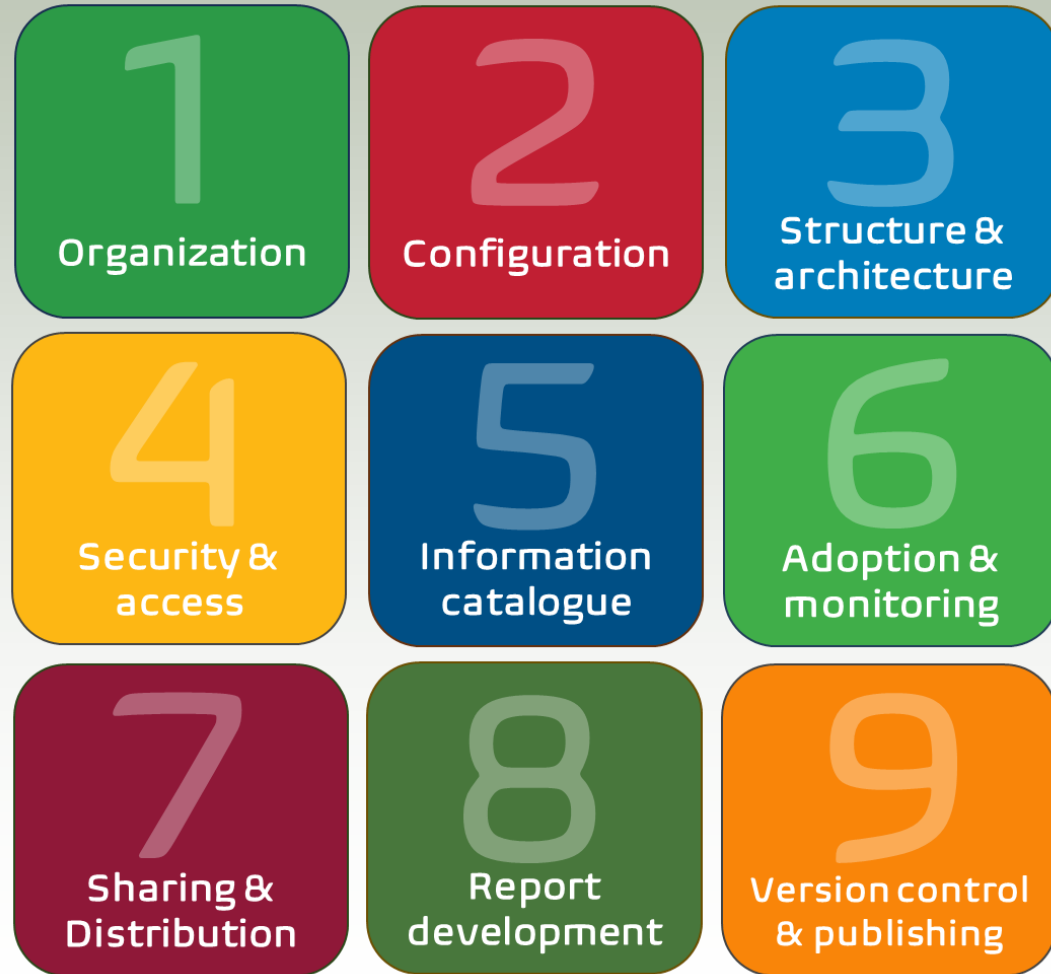 1
Organization
2
Configuration
3
Structure &
architecture
4
Security &
access
5
Information
catalogue
6
Adoption &
monitoring
7
Sharing &
Distribution
8
Report
development
9
Version control
& publishing